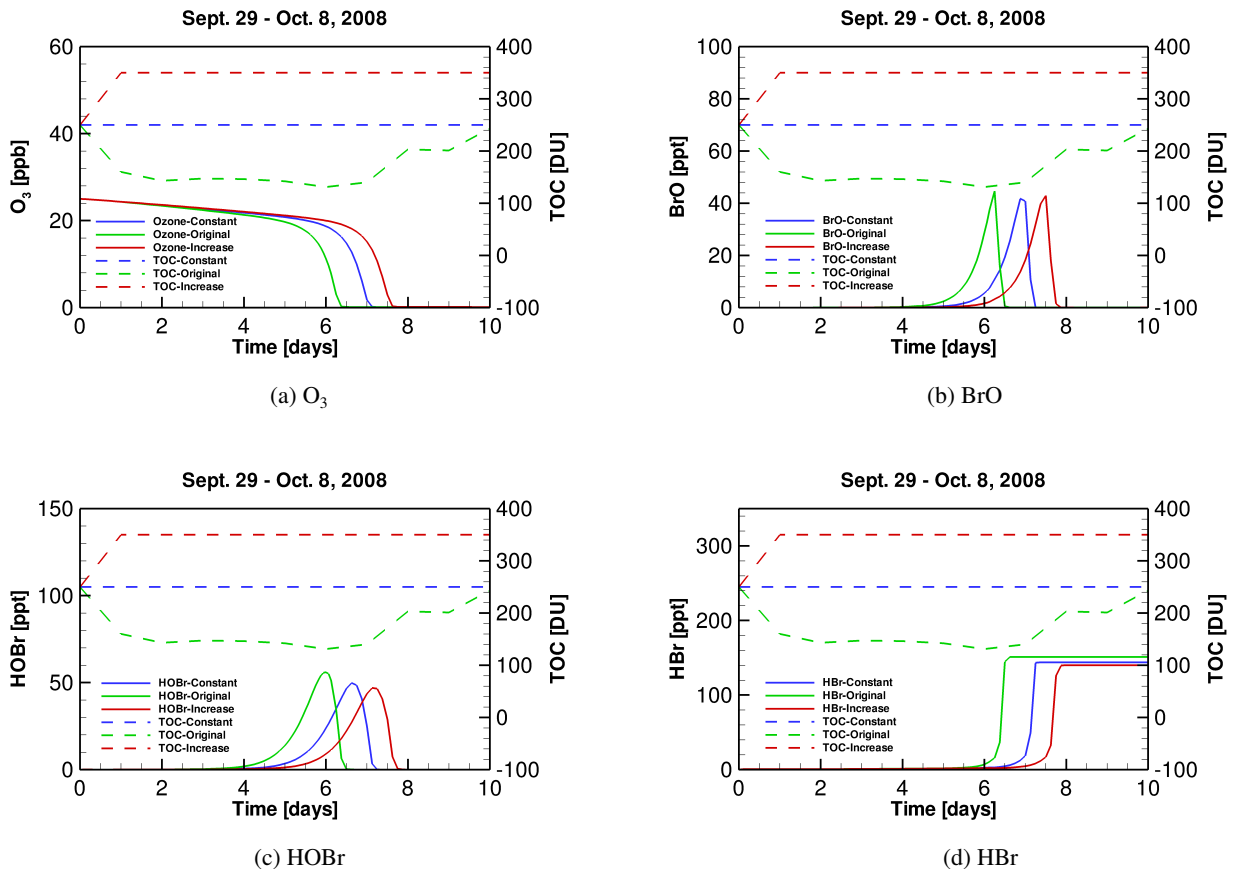 Sept. 29 - Oct. 8, 2008
60
40
20
0
O3 [ppb]
400
300
200
100
0
-100
TOC [DU]
Ozone-Constant
Ozone-Original
Ozone-Increase
TOC-Constant
TOC-Original
TOC-Increase
0 2 4 6 8 10
Time [days]
(a) O3
Sept. 29 - Oct. 8, 2008
100
80
60
40
20
0
BrO [ppt]
400
300
200
100
0
-100
TOC [DU]
BrO-Constant
BrO-Original
BrO-Increase
TOC-Constant
TOC-Original
TOC-Increase
0 2 4 6 8 10
Time [days]
(b) BrO
Sept. 29 - Oct. 8, 2008
150
100
50
0
HOBr [ppt]
400
300
200
100
0
-100
TOC [DU]
HOBr-Constant
HOBr-Original
HOBr-Increase
TOC-Constant
TOC-Original
TOC-Increase
0 2 4 6 8 10
Time [days]
(c) HOBr
Sept. 29 - Oct. 8, 2008
300
200
100
0
HBr [ppt]
400
300
200
100
0
-100
TOC [DU]
HBr-Constant
HBr-Original
HBr-Increase
TOC-Constant
TOC-Original
TOC-Increase
0 2 4 6 8 10
Time [days]
(d) HBr